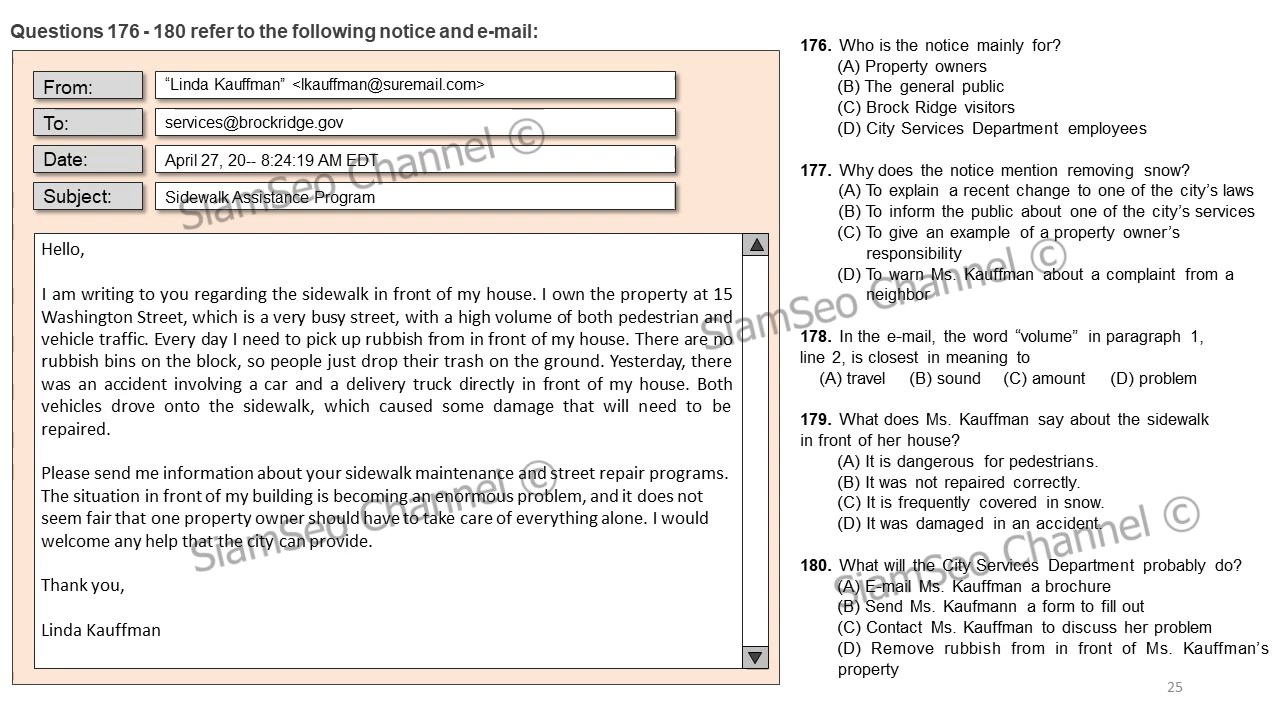 Questions 176 - 180 refer to the following notice and e-mail:
From:
“Linda Kauffman” <lkauffman@suremail.com>
To:
services@brockridge.gov
Date:
April 27, 20-- 8:24:19 AM EDT
Subject:
Sidewalk Assistance Program
Hello,
I am writing to you regarding the sidewalk in front of my house. I own the property at 15
Washington Street, which is a very busy street, with a high volume of both pedestrian and
vehicle traffic. Every day I need to pick up rubbish from in front of my house. There are no
rubbish bins on the block, so people just drop their trash on the ground. Yesterday, there
was an accident involving a car and a delivery truck directly in front of my house. Both
vehicles drove onto the sidewalk, which caused some damage that will need to be
repaired.
Please send me information about your sidewalk maintenance and street repair programs.
The situation in front of my building is becoming an enormous problem, and it does not
seem fair that one property owner should have to take care of everything alone. I would
welcome any help that the city can provide.
Thank you,
Linda Kauffman
176. Who is the notice mainly for?
(A) Property owners
(B) The general public
(C) Brock Ridge visitors
(D) City Services Department employees
177. Why does the notice mention removing snow?
(A) To explain a recent change to one of the city’s laws
(B) To inform the public about one of the city’s services
(C) To give an example of a property owner’s
responsibility
(D) To warn Ms. Kauffman about a complaint from a
neighbor
178. In the e-mail, the word “volume” in paragraph 1,
line 2, is closest in meaning to
(A) travel (B) sound (C) amount (D) problem
179. What does Ms. Kauffman say about the sidewalk
in front of her house?
(A) It is dangerous for pedestrians.
(B) It was not repaired correctly.
(C) It is frequently covered in snow.
(D) It was damaged in an accident.
180. What will the City Services Department probably do?
(A) E-mail Ms. Kauffman a brochure
(B) Send Ms. Kaufmann a form to fill out
(C) Contact Ms. Kauffman to discuss her problem
(D) Remove rubbish from in front of Ms. Kauffman’s
property
25
SiamSeo Channel ©
SiamSeo Channel ©
SiamSeo Channel ©
SiamSeo Channel ©